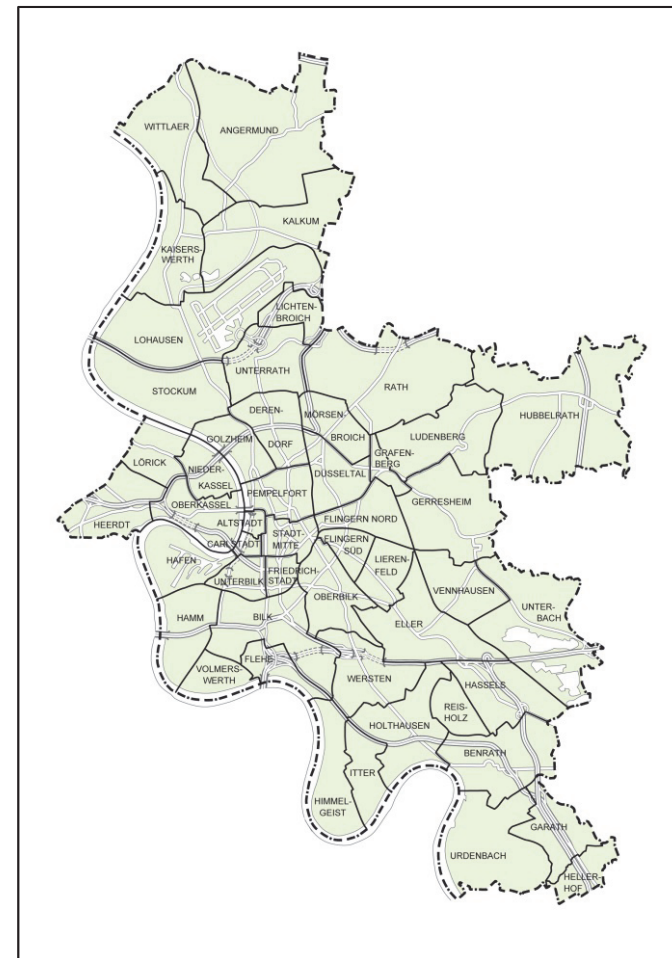 WITTLAER
ANGERMUND
KALKUM
KAISERS-
WERTH
LICHTEN-
BROICH
LOHAUSEN
UNTERRATH
STOCKUM
RATH
DEREN-
DORF
MÖRSEN-
BROICH
HUBBELRATH
GOLZHEIM
LUDENBERG
GRAFEN-
BERG
LÖRICK
NIEDER-
KASSEL
DÜSSELTAL
PEMPELFORT
GERRESHEIM
OBERKASSEL
HEERDT
ALTSTADT
FLINGERN NORD
STADT-
MITTE
FLINGERN
SÜD
CARLSTADT
HAFEN
LIEREN-
FELD
FRIEDRICH-
STADT
UNTERBILK
OBERBILK
VENNHAUSEN
UNTER-
BACH
HAMM
BILK
ELLER
FLEHE
VOLMERS-
WERTH
WERSTEN
HASSELS
REIS-
HOLZ
HOLTHAUSEN
BENRATH
ITTER
HIMMEL-
GEIST
GARATH
URDENBACH
HELLER-
HOF